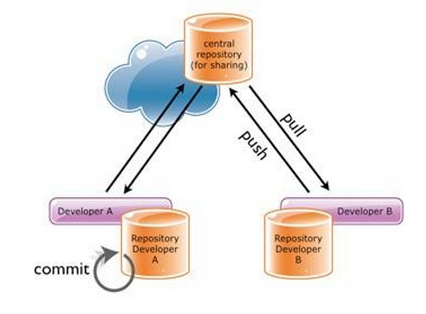 central
repository
(for sharing)
pull
push
Developer A
Developer B
Repository
Developer
A
Repository
Developer
B
commit